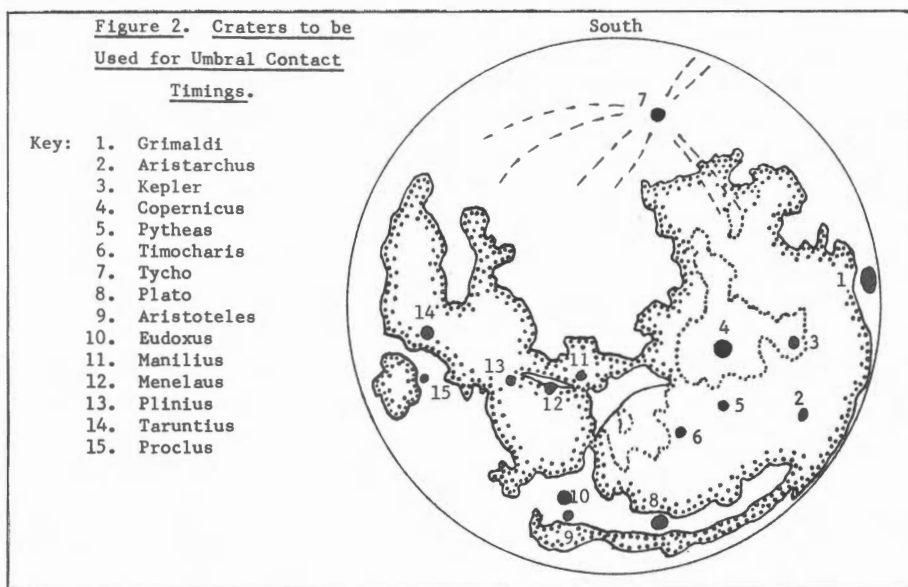 Figure 2. Craters to be
Used for Umbral Contact
Timings.
South
Key: 1. Grimaldi
2. Aristarchus
3. Kepler
4. Copernicus
5. Pytheas
6. Timocharis
7. Tycho
8. Plato
9. Aristoteles
10. Eudoxus
11. Manilius
12. Menelaus
13. Plinius
14. Taruntius
15. Proclus
7
1
14
4
3
11
13
15
12
5
2
6
10
8
9